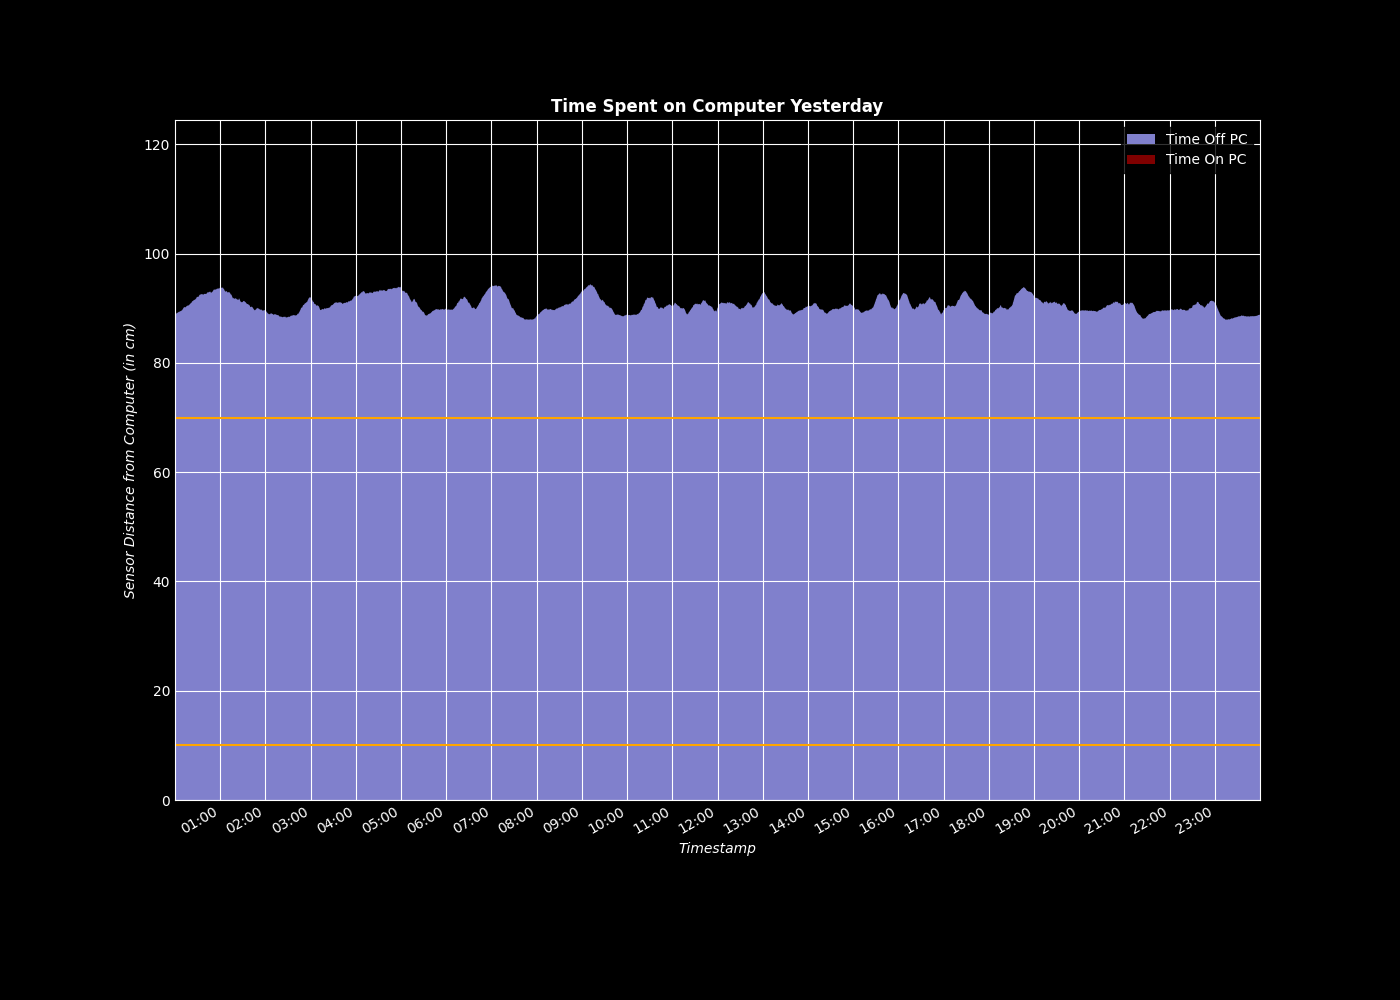 Time Spent on Computer Yesterday
Time Off PC
Time On PC
120
100
80
60
40
20
0
Sensor Distance from Computer (in cm)
01:00 02:00 03:00 04:00 05:00 06:00 07:00 08:00 09:00 10:00 11:00 12:00 13:00 14:00 15:00 16:00 17:00 18:00 19:00 20:00 21:00 22:00 23:00
Timestamp